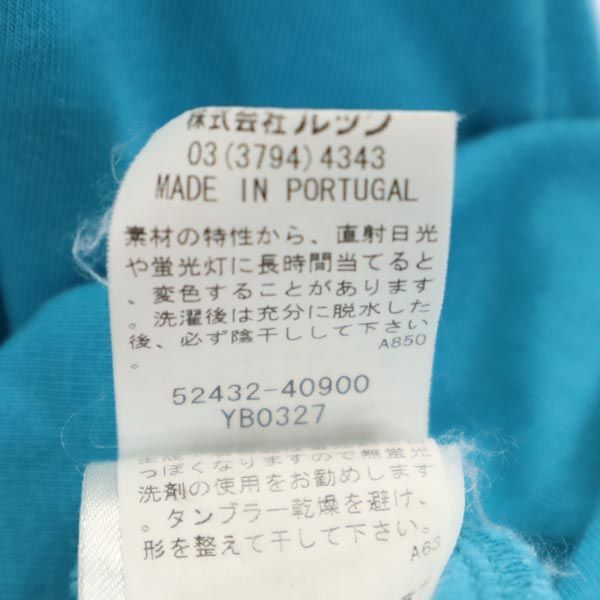 株式会社ルック
03(3794)4343
MADE IN PORTUGAL
素材の特性から、直射日光
や蛍光灯に長時間当てると
、変色することがあります
。洗濯後は充分に脱水した
後、必ず陰干しして下さい
。
A850
52432-40900
YB0327
っぽくなりますので無蛍光
洗剤の使用をお勧めします
。タンブラー乾燥を避け、
形を整えて干して下さい。
A63